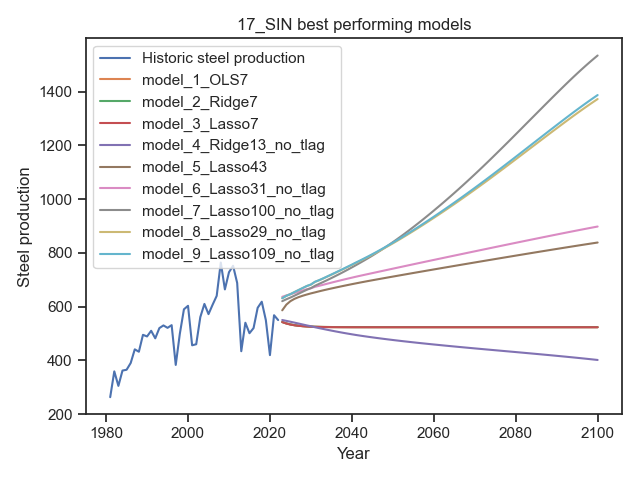 17_SIN best performing models
Historic steel production
model_1_OLS7
model_2_Ridge7
model_3_Lasso7
model_4_Ridge13_no_tlag
model_5_Lasso43
model_6_Lasso31_no_tlag
model_7_Lasso100_no_tlag
model_8_Lasso29_no_tlag
model_9_Lasso109_no_tlag
Steel production
1400
1200
1000
800
600
400
200
1980 2000 2020 2040 2060 2080 2100
Year